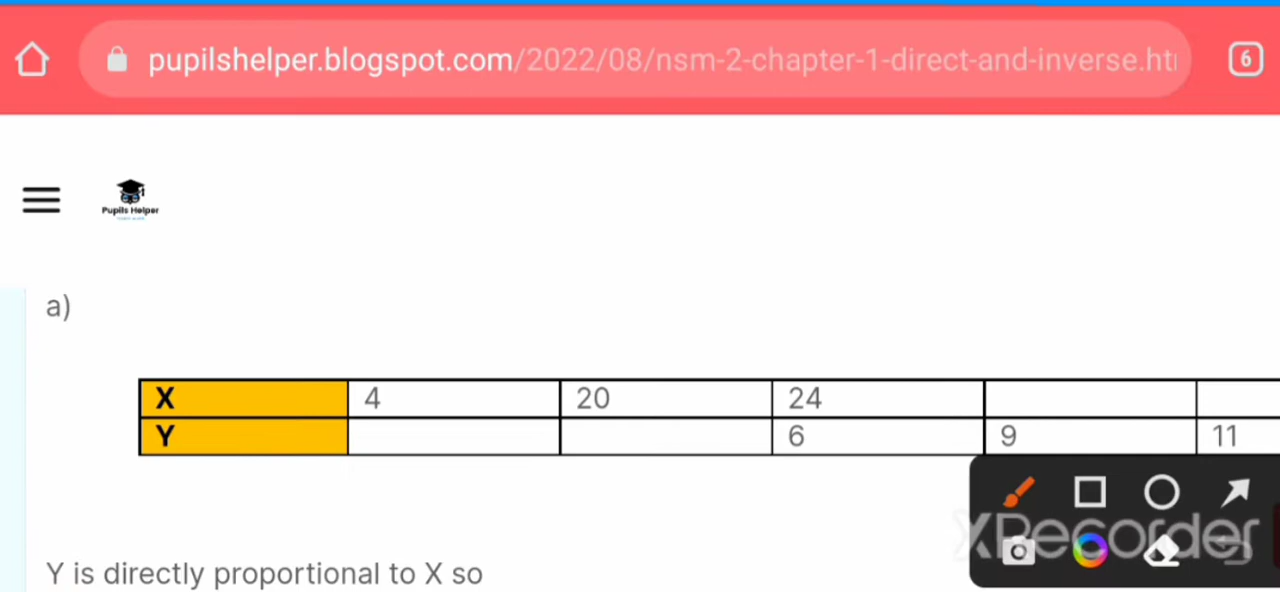 pupilshelper.blogspot.com/2022/08/nsm-2-chapter-1-direct-and-inverse.ht
6
Pupils Helper
a)
X 4 20 24
Y 6 9 11
XRecorder
Y is directly proportional to X so